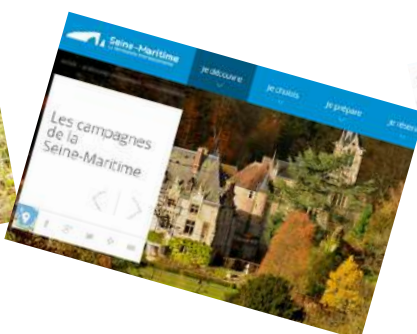 Seine-Maritime
Je découvre
Je choisis
Je prépare
Les campagnes
de la
Seine-Maritime